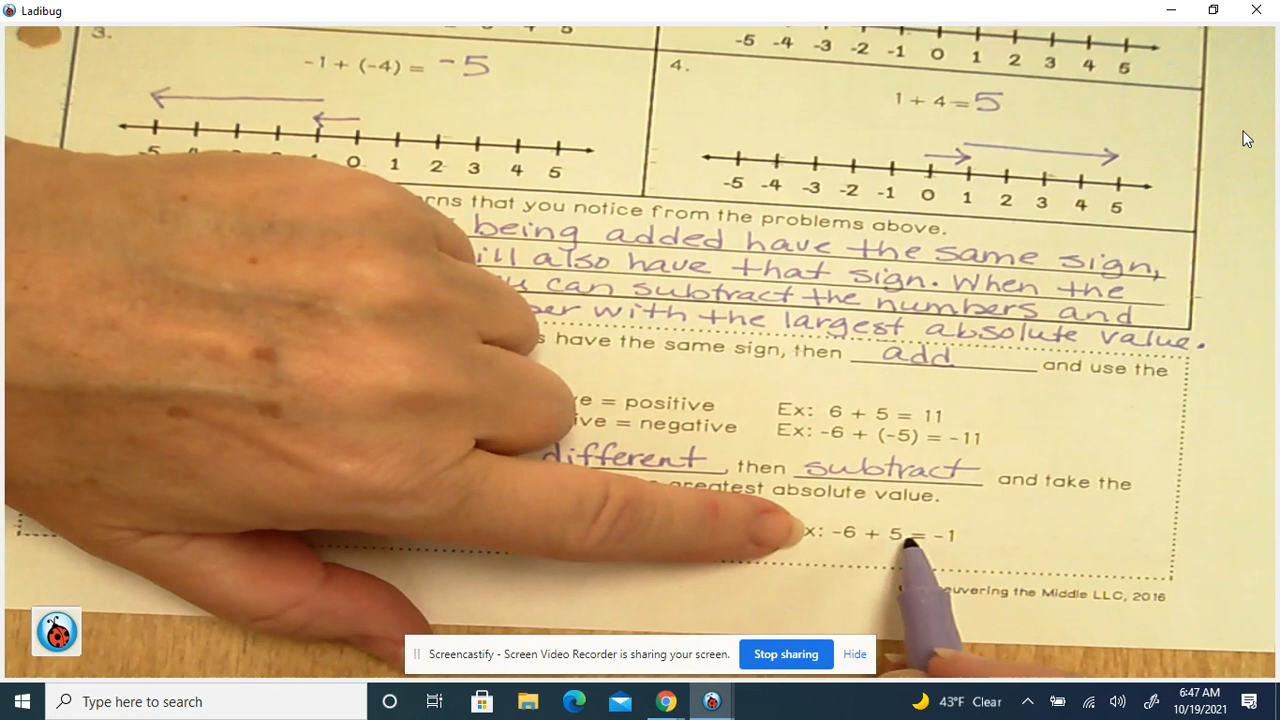 Ladibug
3.
-1 + (-4) = -5
1 2 3 4 5
0
-5 -4 -3 -2 -1 0 1 2 3 4 5
4.
1 + 4 = 5
-5 -4 -3 -2 -1 0 1 2 3 4 5
that you notice from the problems above.
being added have the same sign,
also have that sign. When the
can subtract the numbers and
with the largest absolute value.
have the same sign, then add and use the
= positive Ex: 6 + 5 = 11
= negative Ex: -6 + (-5) = -11
different, then subtract and take the
greatest absolute value.
-6 + 5 = -1
the Middle LLC, 2016
Screencastify - Screen Video Recorder is sharing your screen. Stop sharing Hide
Type here to search
43°F Clear
6:47 AM
10/19/2021